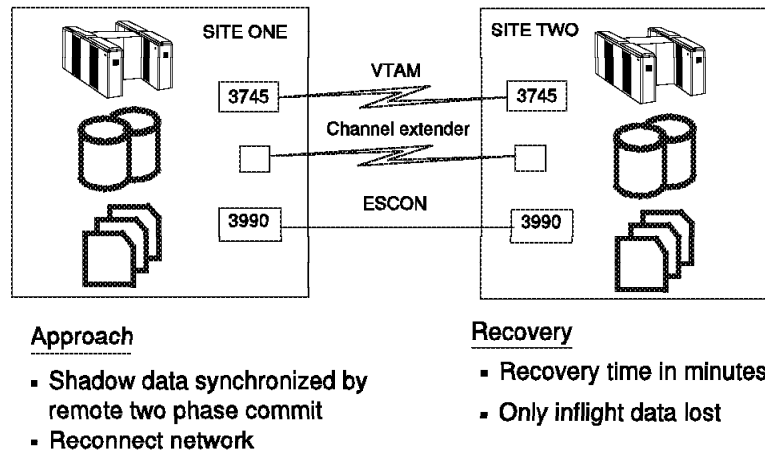 SITE ONE
SITE TWO
VTAM
3745
3745
Channel extender
ESCON
3990
3990
Approach
▪ Shadow data synchronized by
remote two phase commit
▪ Reconnect network
Recovery
▪ Recovery time in minutes
▪ Only inflight data lost